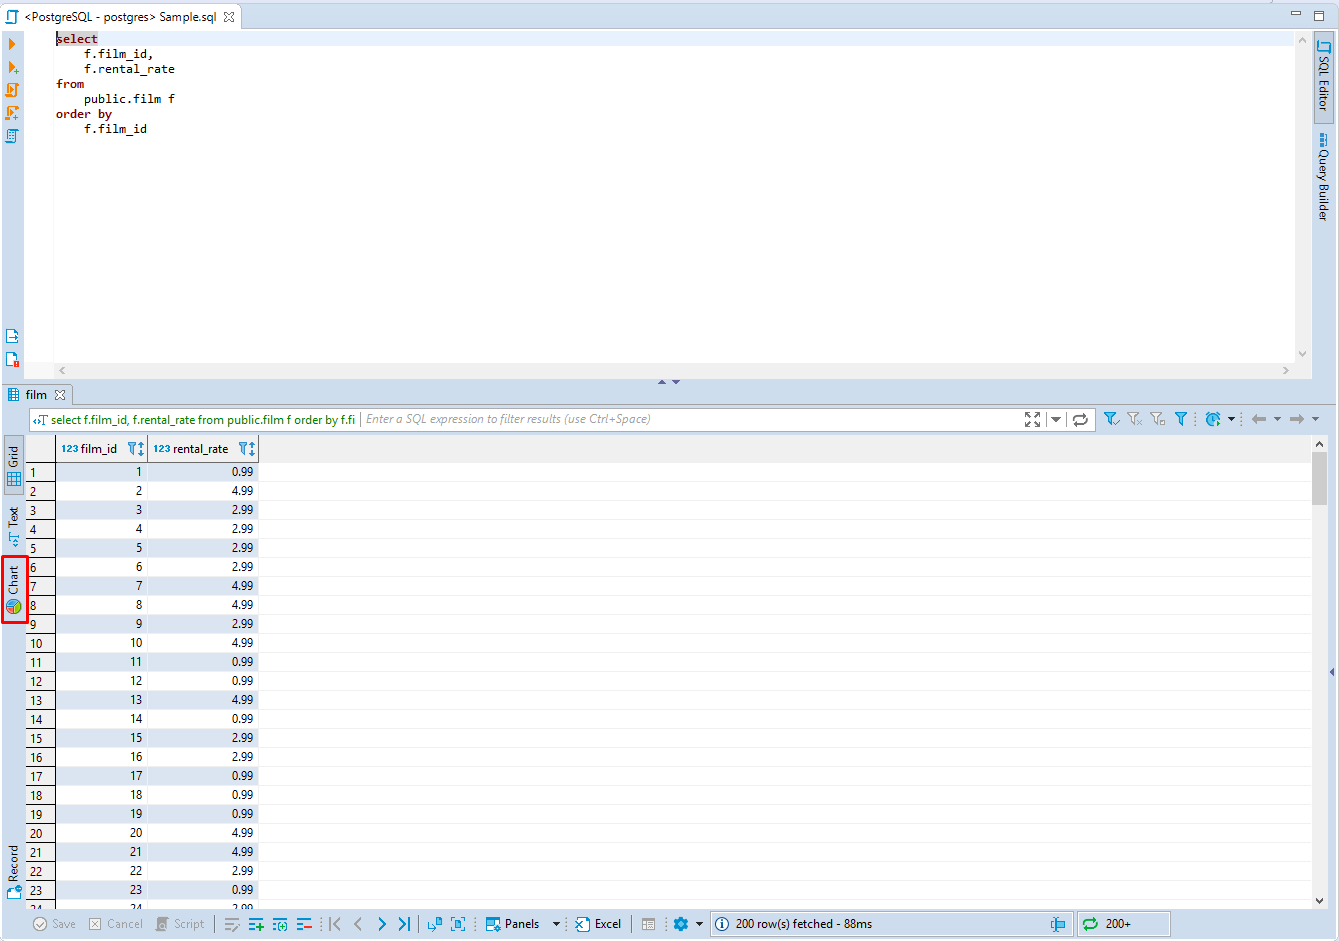 <PostgreSQL - postgres> Sample.sql
select
f.film_id,
f.rental_rate
from
public.film f
order by
f.film_id
SQL Editor
Query Builder
film
T select f.film_id, f.rental_rate from public.film f order by f.fi Enter a SQL expression to filter results (use Ctrl+Space)
Grid
Text
Chart
Record
123 film_id 123 rental_rate
1 1 0.99
2 2 4.99
3 3 2.99
4 4 2.99
5 5 2.99
6 6 2.99
7 7 4.99
8 8 4.99
9 9 2.99
10 10 4.99
11 11 0.99
12 12 0.99
13 13 4.99
14 14 0.99
15 15 2.99
16 16 2.99
17 17 0.99
18 18 0.99
19 19 0.99
20 20 4.99
21 21 4.99
22 22 2.99
23 23 0.99
24 24 2.99
Save Cancel Script Panels Excel 200 row(s) fetched - 88ms 200+